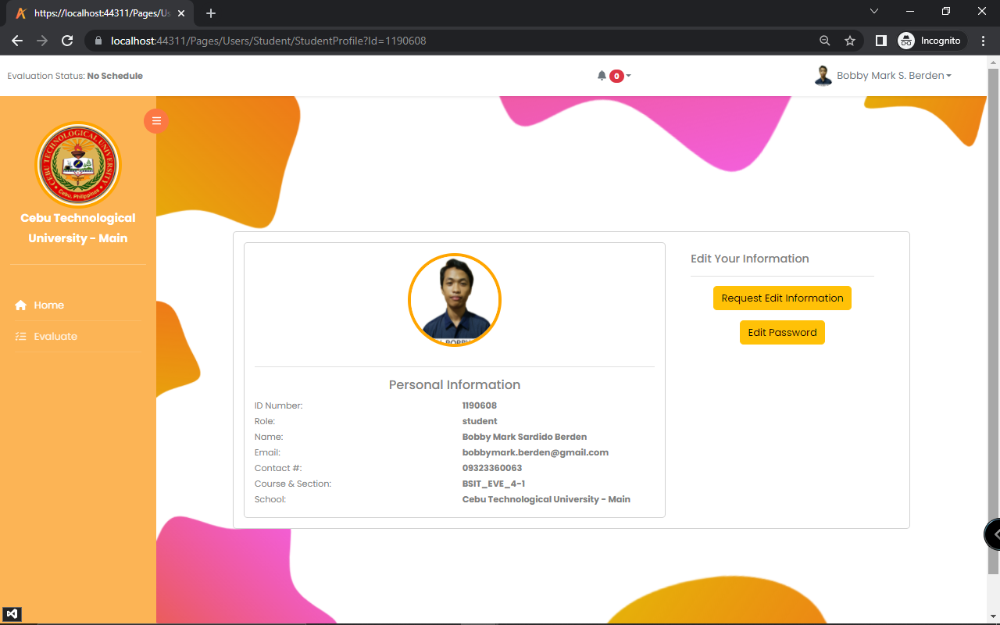 https://localhost:44311/Pages/Us
localhost:44311/Pages/Users/Student/StudentProfile?Id=1190608
Incognito
Evaluation Status: No Schedule
0
Bobby Mark S. Berden
CEBU TECHNOLOGICAL UNIVERSITY
Cebu, Philippines
Cebu Technological
University - Main
Home
Evaluate
Personal Information
ID Number: 1190608
Role: student
Name: Bobby Mark Sardido Berden
Email: bobbymark.berden@gmail.com
Contact #: 09323360063
Course & Section: BSIT_EVE_4-1
School: Cebu Technological University - Main
Edit Your Information
Request Edit Information
Edit Password